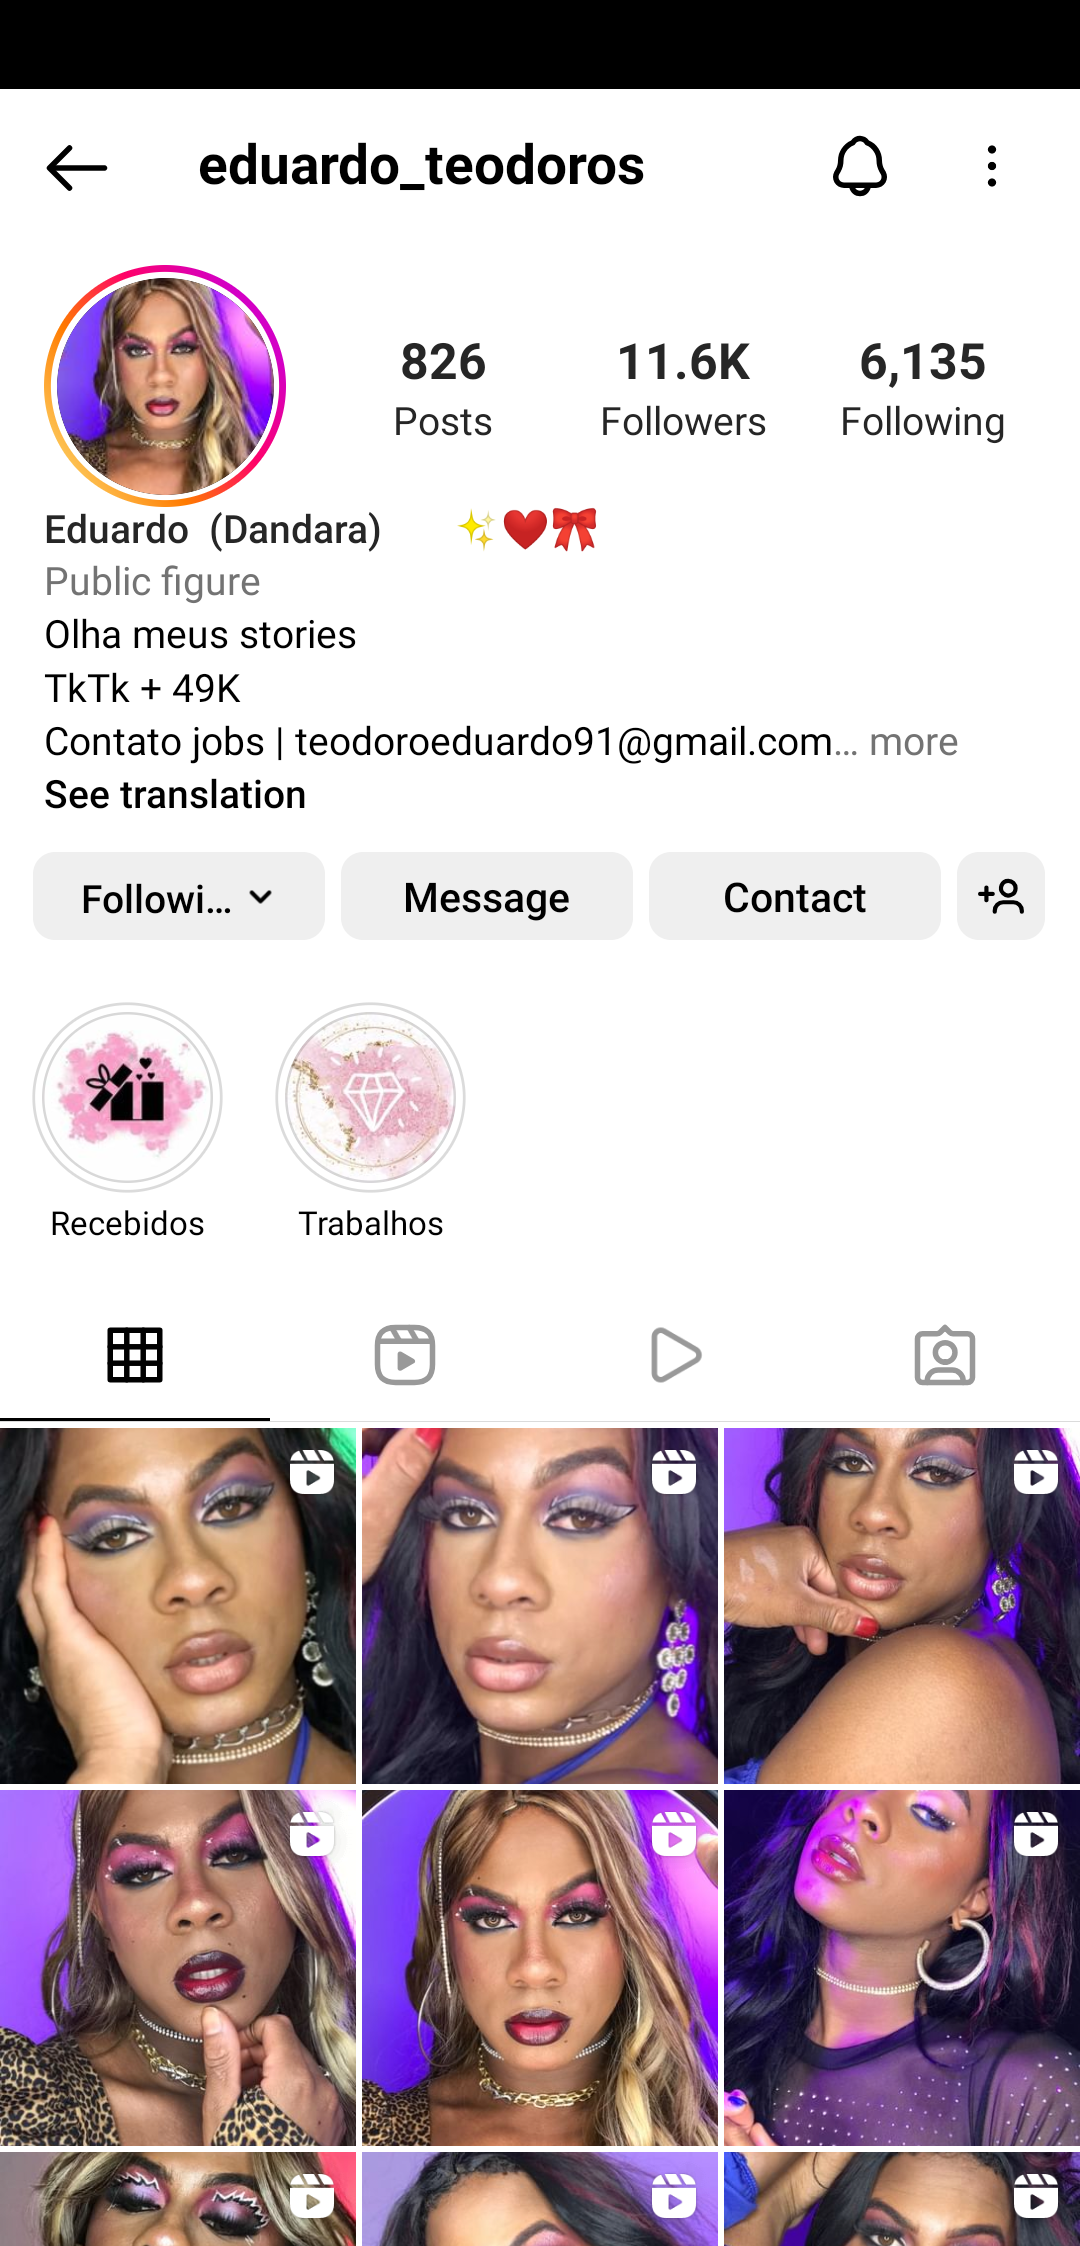 eduardo_teodoros
826 11.6K 6,135
Posts Followers Following
Eduardo (Dandara) ✨❤️🎀
Public figure
Olha meus stories
TkTk + 49K
Contato jobs | teodoroeduardo91@gmail.com... more
See translation
Followi... Message Contact
Recebidos Trabalhos